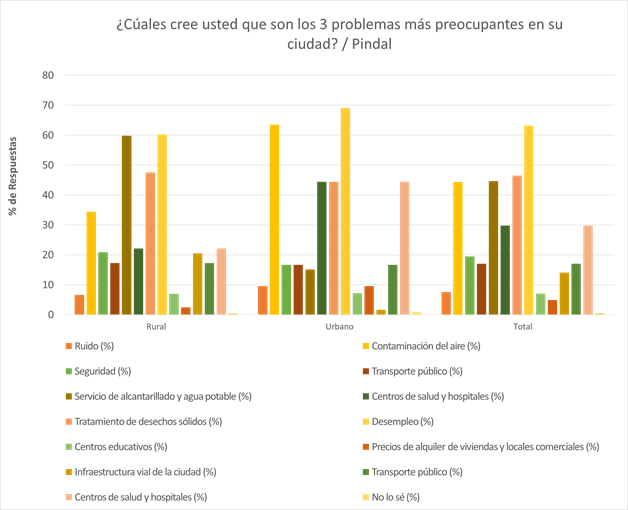 ¿Cúales cree usted que son los 3 problemas más preocupantes en su
ciudad? / Pindal
% de Respuestas
80
70
60
50
40
30
20
10
0
Rural Urbano Total
Ruido (%) Contaminación del aire (%)
Seguridad (%) Transporte público (%)
Servicio de alcantarillado y agua potable (%) Centros de salud y hospitales (%)
Tratamiento de desechos sólidos (%) Desempleo (%)
Centros educativos (%) Precios de alquiler de viviendas y locales comerciales (%)
Infraestructura vial de la ciudad (%) Transporte público (%)
Centros de salud y hospitales (%) No lo sé (%)